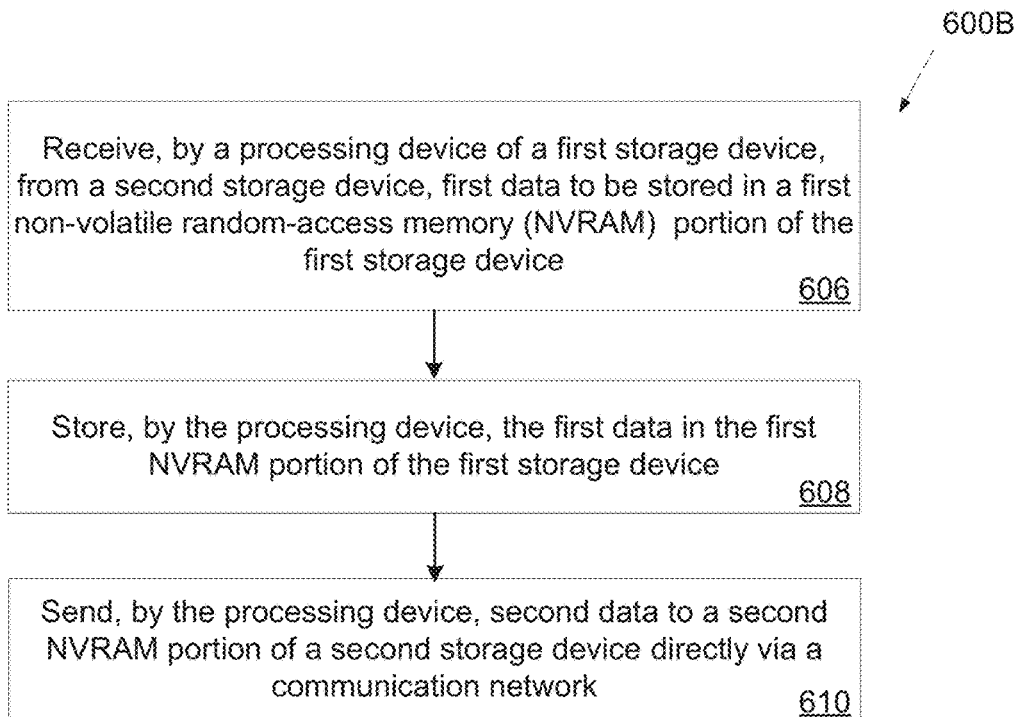 600B
Receive, by a processing device of a first storage device,
from a second storage device, first data to be stored in a first
non-volatile random-access memory (NVRAM) portion of the
first storage device
606
Store, by the processing device, the first data in the first
NVRAM portion of the first storage device
608
Send, by the processing device, second data to a second
NVRAM portion of a second storage device directly via a
communication network
610